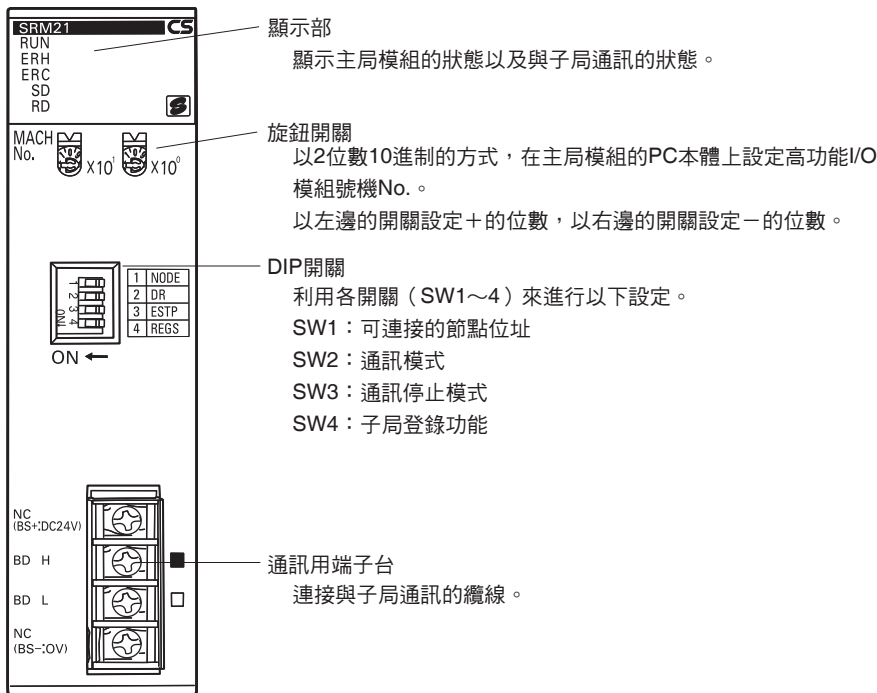 SRM21 CS
RUN
ERH
ERC
SD
RD
顯示部
顯示主局模組的狀態以及與子局通訊的狀態。
MACH
No.
X10¹ X10⁰
旋鈕開關
以2位數10進制的方式，在主局模組的PC本體上設定高功能I/O
模組號機No.。
以左邊的開關設定＋的位數，以右邊的開關設定－的位數。
1 2 3 4
ON
1 NODE
2 DR
3 ESTP
4 REGS
ON ←
DIP開關
利用各開關（SW1～4）來進行以下設定。
SW1：可連接的節點位址
SW2：通訊模式
SW3：通訊停止模式
SW4：子局登錄功能
NC
(BS+:DC24V)
BD H
BD L
NC
(BS-:OV)
通訊用端子台
連接與子局通訊的纜線。